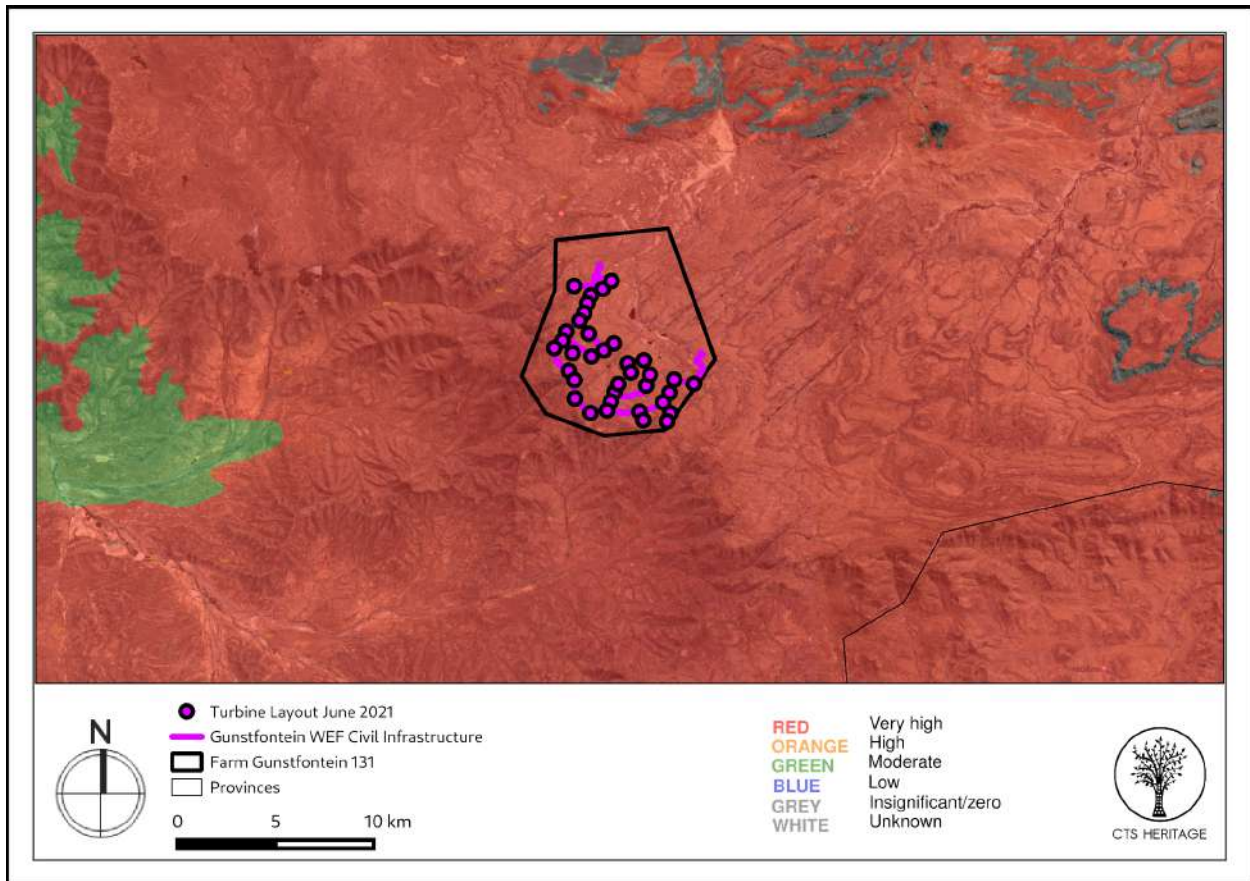 N
Turbine Layout June 2021
Gunstfontein WEF Civil Infrastructure
Farm Gunstfontein 131
Provinces
0 5 10 km
RED Very high
ORANGE High
GREEN Moderate
BLUE Low
GREY Insignificant/zero
WHITE Unknown
CTS HERITAGE